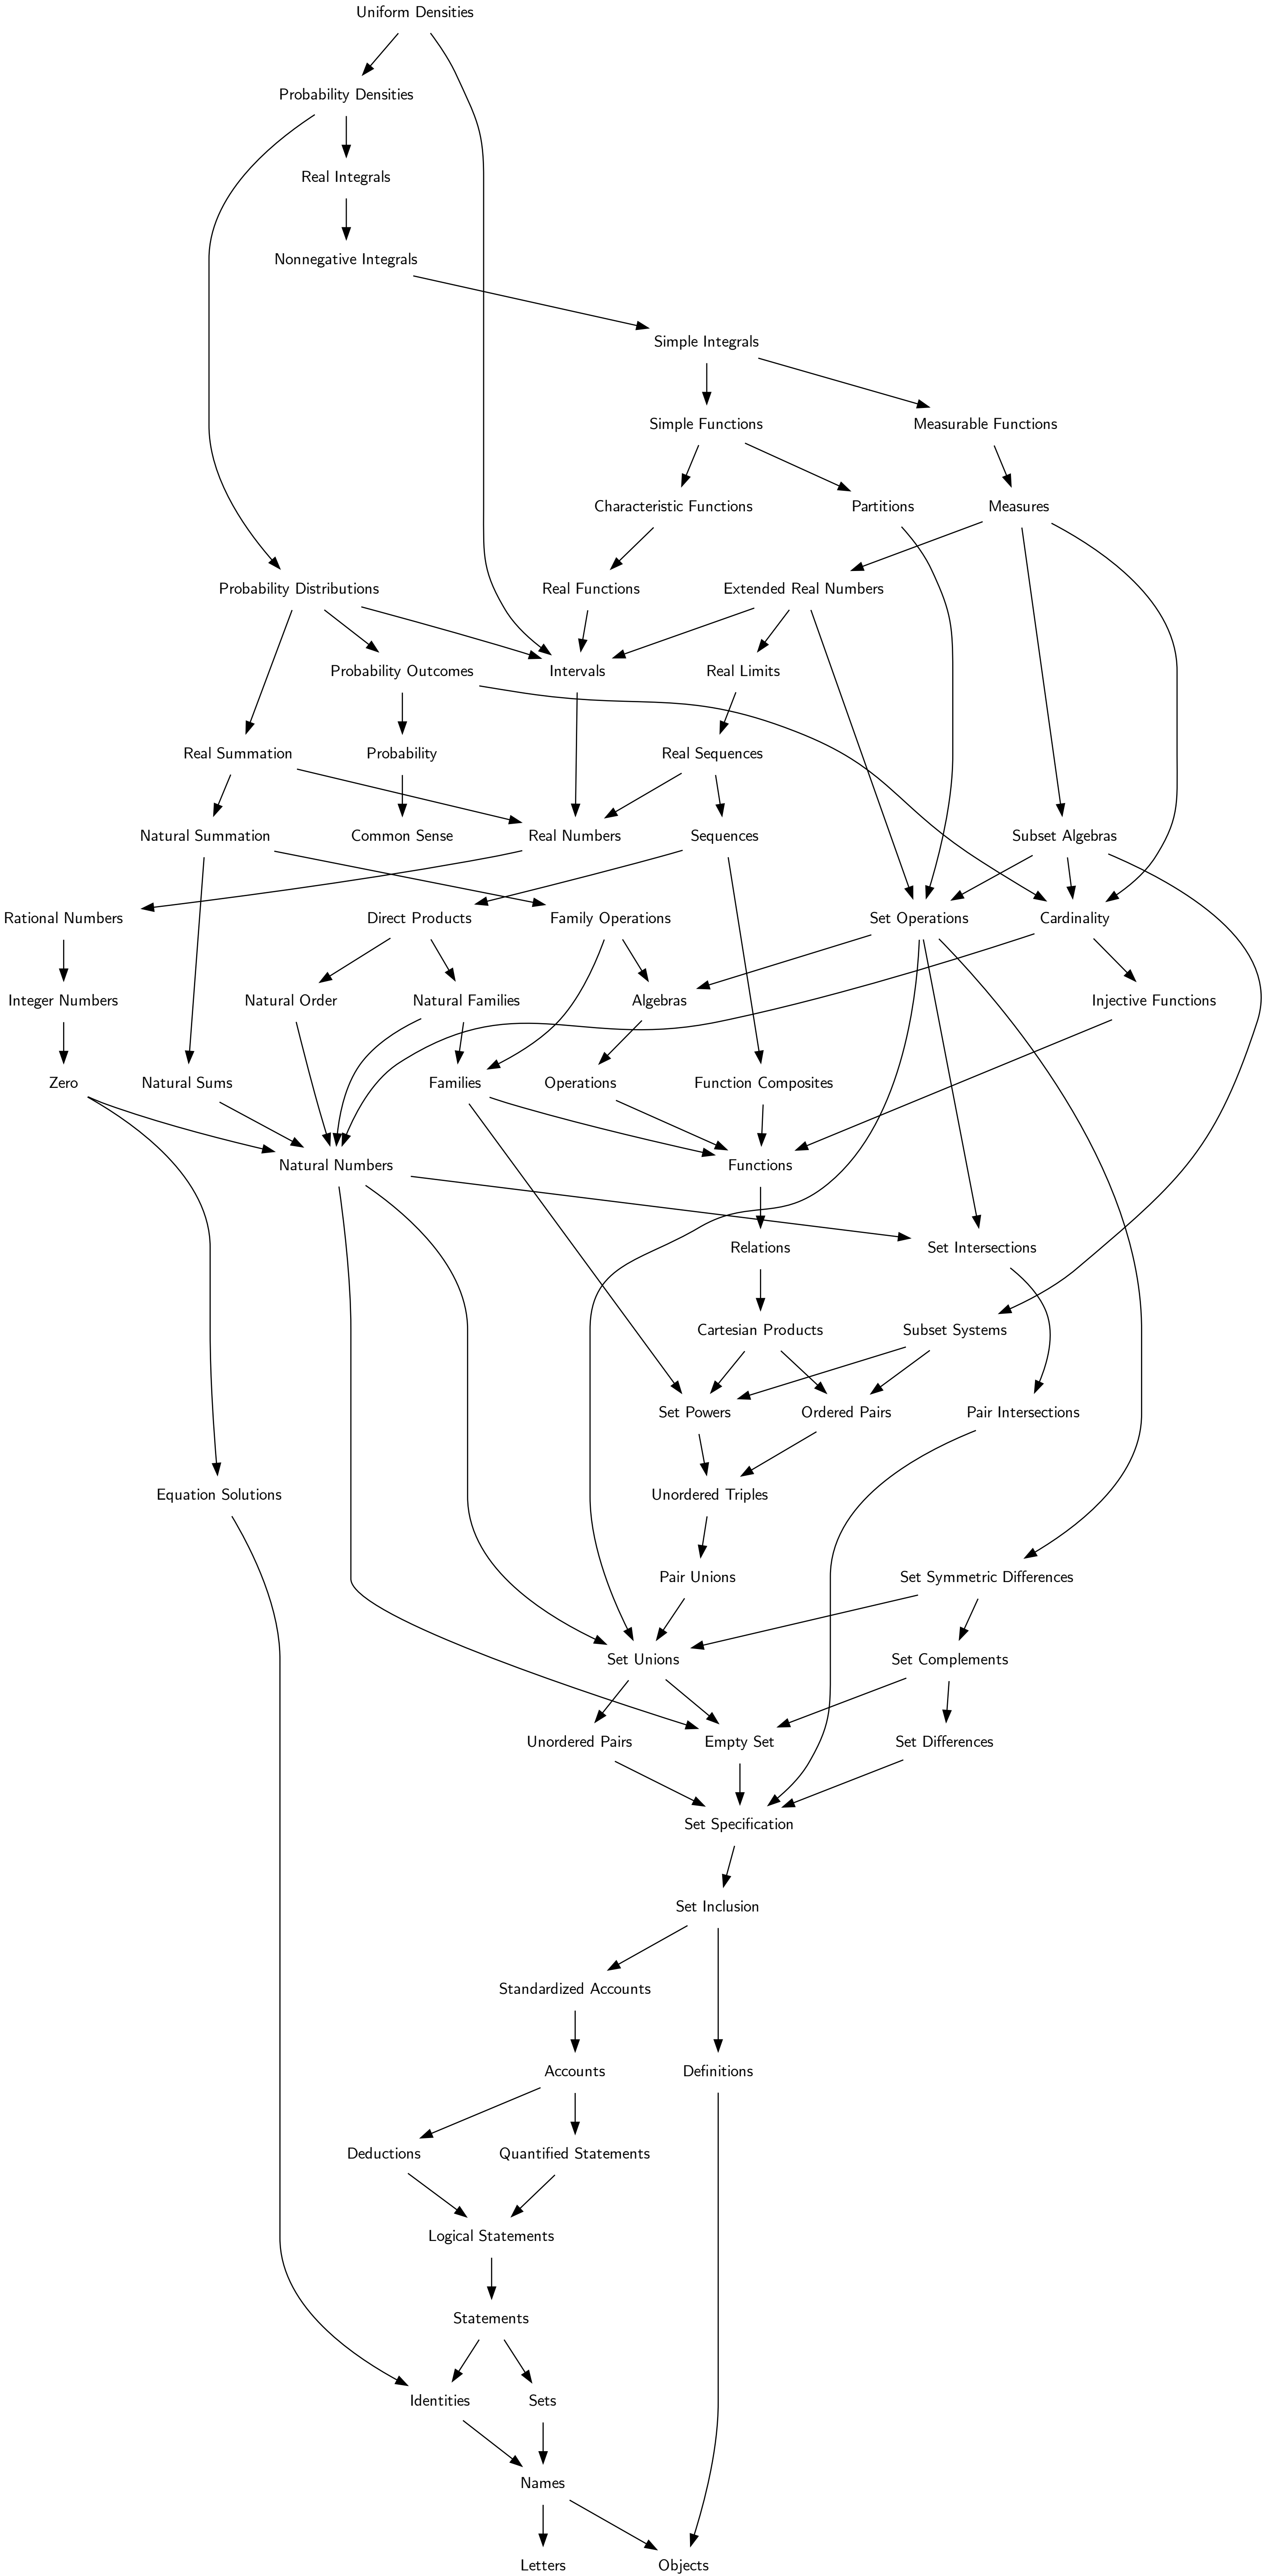 Uniform Densities
Probability Densities
Real Integrals
Nonnegative Integrals
Simple Integrals
Simple Functions
Measurable Functions
Characteristic Functions
Partitions
Measures
Probability Distributions
Real Functions
Extended Real Numbers
Probability Outcomes
Intervals
Real Limits
Real Summation
Probability
Real Sequences
Natural Summation
Common Sense
Real Numbers
Sequences
Subset Algebras
Rational Numbers
Direct Products
Family Operations
Set Operations
Cardinality
Integer Numbers
Natural Order
Natural Families
Algebras
Injective Functions
Zero
Natural Sums
Families
Operations
Function Composites
Natural Numbers
Functions
Relations
Set Intersections
Cartesian Products
Subset Systems
Set Powers
Ordered Pairs
Pair Intersections
Equation Solutions
Unordered Triples
Pair Unions
Set Symmetric Differences
Set Unions
Set Complements
Unordered Pairs
Empty Set
Set Differences
Set Specification
Set Inclusion
Standardized Accounts
Accounts
Definitions
Deductions
Quantified Statements
Logical Statements
Statements
Identities
Sets
Names
Letters
Objects